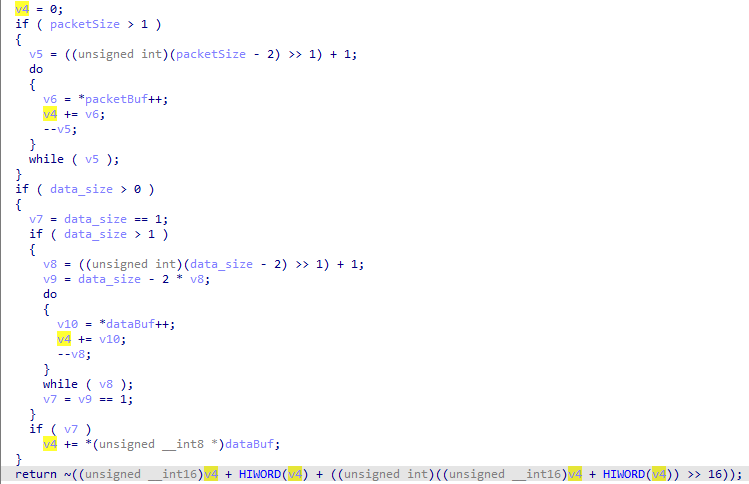 v4 = 0;
if ( packetSize > 1 )
{
v5 = ((unsigned int)(packetSize - 2) >> 1) + 1;
do
{
v6 = *packetBuf++;
v4 += v6;
--v5;
}
while ( v5 );
}
if ( data_size > 0 )
{
v7 = data_size == 1;
if ( data_size > 1 )
{
v8 = ((unsigned int)(data_size - 2) >> 1) + 1;
v9 = data_size - 2 * v8;
do
{
v10 = *dataBuf++;
v4 += v10;
--v8;
}
while ( v8 );
v7 = v9 == 1;
}
if ( v7 )
v4 += *(unsigned __int8 *)dataBuf;
}
return ~((unsigned __int16)v4 + HIWORD(v4) + ((unsigned int)((unsigned __int16)v4 + HIWORD(v4)) >> 16));